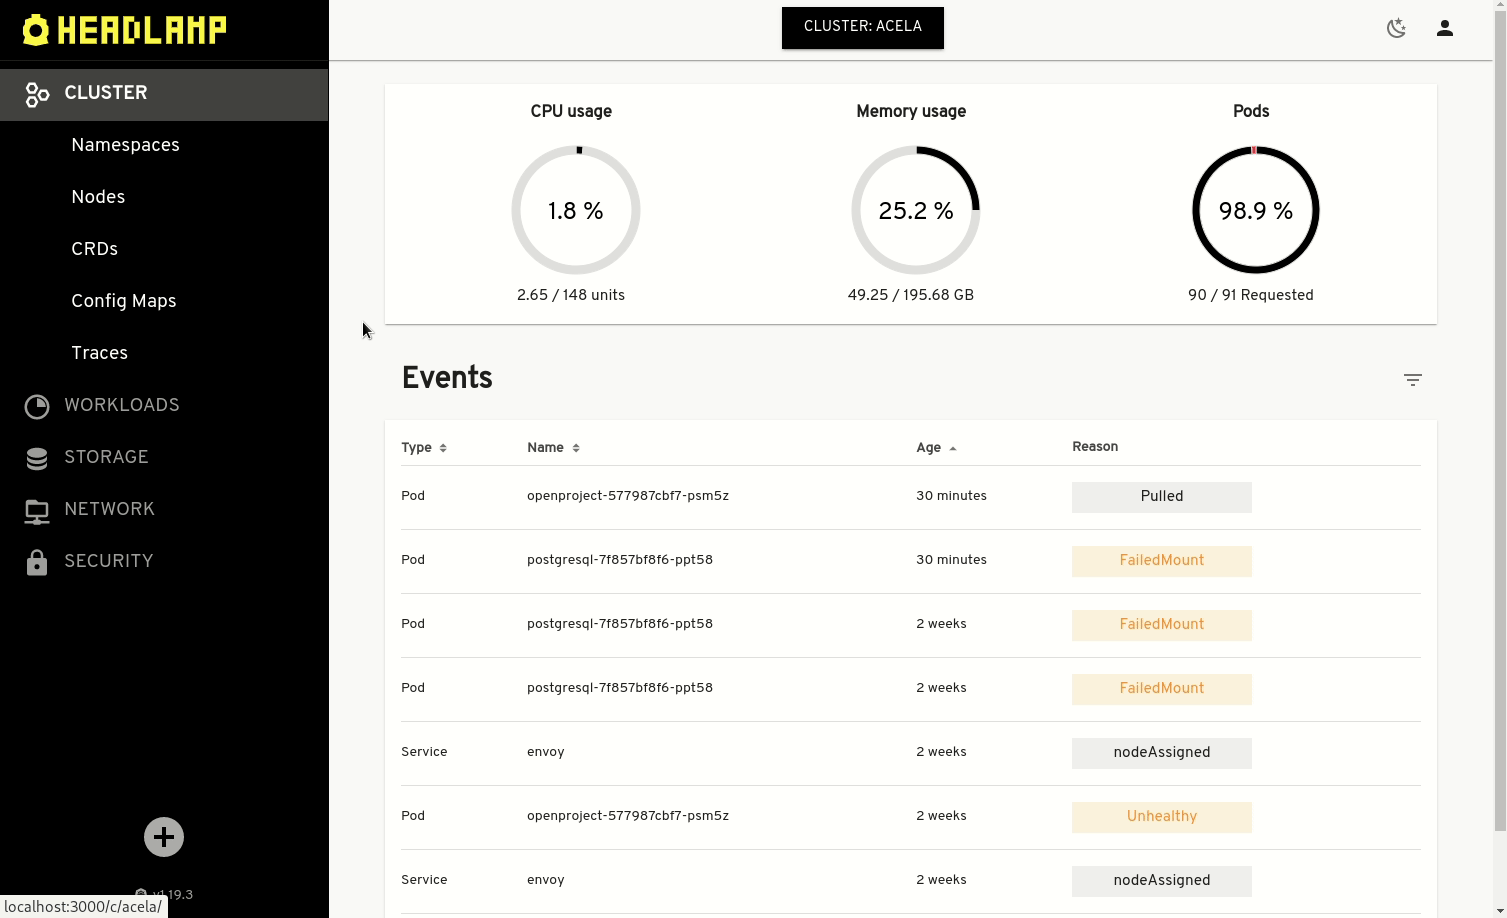 HEADLAMP
CLUSTER: ACELA
CLUSTER
Namespaces
Nodes
CRDs
Config Maps
Traces
WORKLOADS
STORAGE
NETWORK
SECURITY
v1.19.3
localhost:3000/c/acela/
CPU usage
1.8 %
2.65 / 148 units
Memory usage
25.2 %
49.25 / 195.68 GB
Pods
98.9 %
90 / 91 Requested
Events
Type Name Age Reason
Pod openproject-577987cbf7-psm5z 30 minutes Pulled
Pod postgresql-7f857bf8f6-ppt58 30 minutes FailedMount
Pod postgresql-7f857bf8f6-ppt58 2 weeks FailedMount
Pod postgresql-7f857bf8f6-ppt58 2 weeks FailedMount
Service envoy 2 weeks nodeAssigned
Pod openproject-577987cbf7-psm5z 2 weeks Unhealthy
Service envoy 2 weeks nodeAssigned